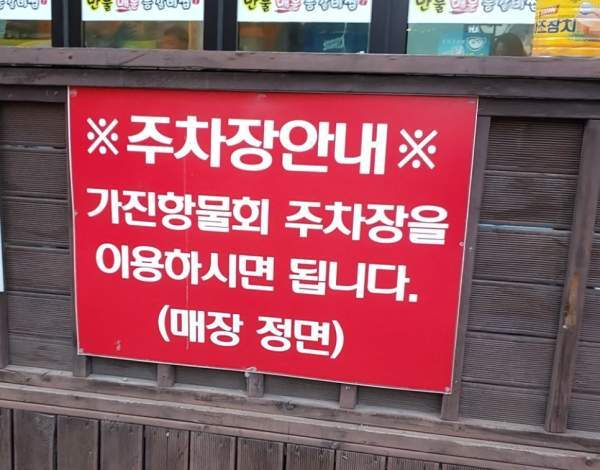 ※주차장안내※
가진항물회 주차장을
이용하시면 됩니다.
(매장 정면)